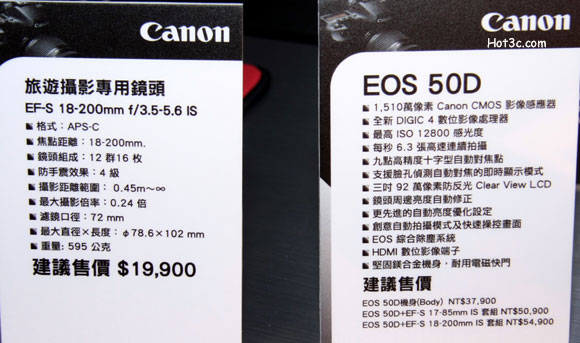 Canon
旅遊攝影專用鏡頭
EF-S 18-200mm f/3.5-5.6 IS
■ 格式：APS-C
■ 焦點距離：18-200mm.
■ 鏡頭組成：12 群16 枚
■ 防手震效果：4 級
■ 攝影距離範圍： 0.45m~∞
■ 最大攝影倍率：0.24 倍
■ 濾鏡口徑：72 mm
■ 最大直徑×長度： φ78.6×102 mm
■ 重量: 595 公克
建議售價 $19,900
Canon
Hot3c.com
EOS 50D
■ 1,510萬像素 Canon CMOS 影像感應器
■ 全新 DIGIC 4 數位影像處理器
■ 最高 ISO 12800 感光度
■ 每秒 6.3 張高速連續拍攝
■ 九點高精度十字型自動對焦點
■ 支援臉孔偵測自動對焦的即時顯示模式
■ 三吋 92 萬像素防反光 Clear View LCD
■ 鏡頭周邊亮度自動修正
■ 更先進的自動亮度優化設定
■ 創意自動拍攝模式及快速操控畫面
■ EOS 綜合除塵系統
■ HDMI 數位影像端子
■ 堅固鎂合金機身，耐用電磁快門
建議售價
EOS 50D機身(Body) NT$37,900
EOS 50D+EF-S 17-85mm IS 套組 NT$50,900
EOS 50D+EF-S 18-200mm IS 套組 NT$54,900